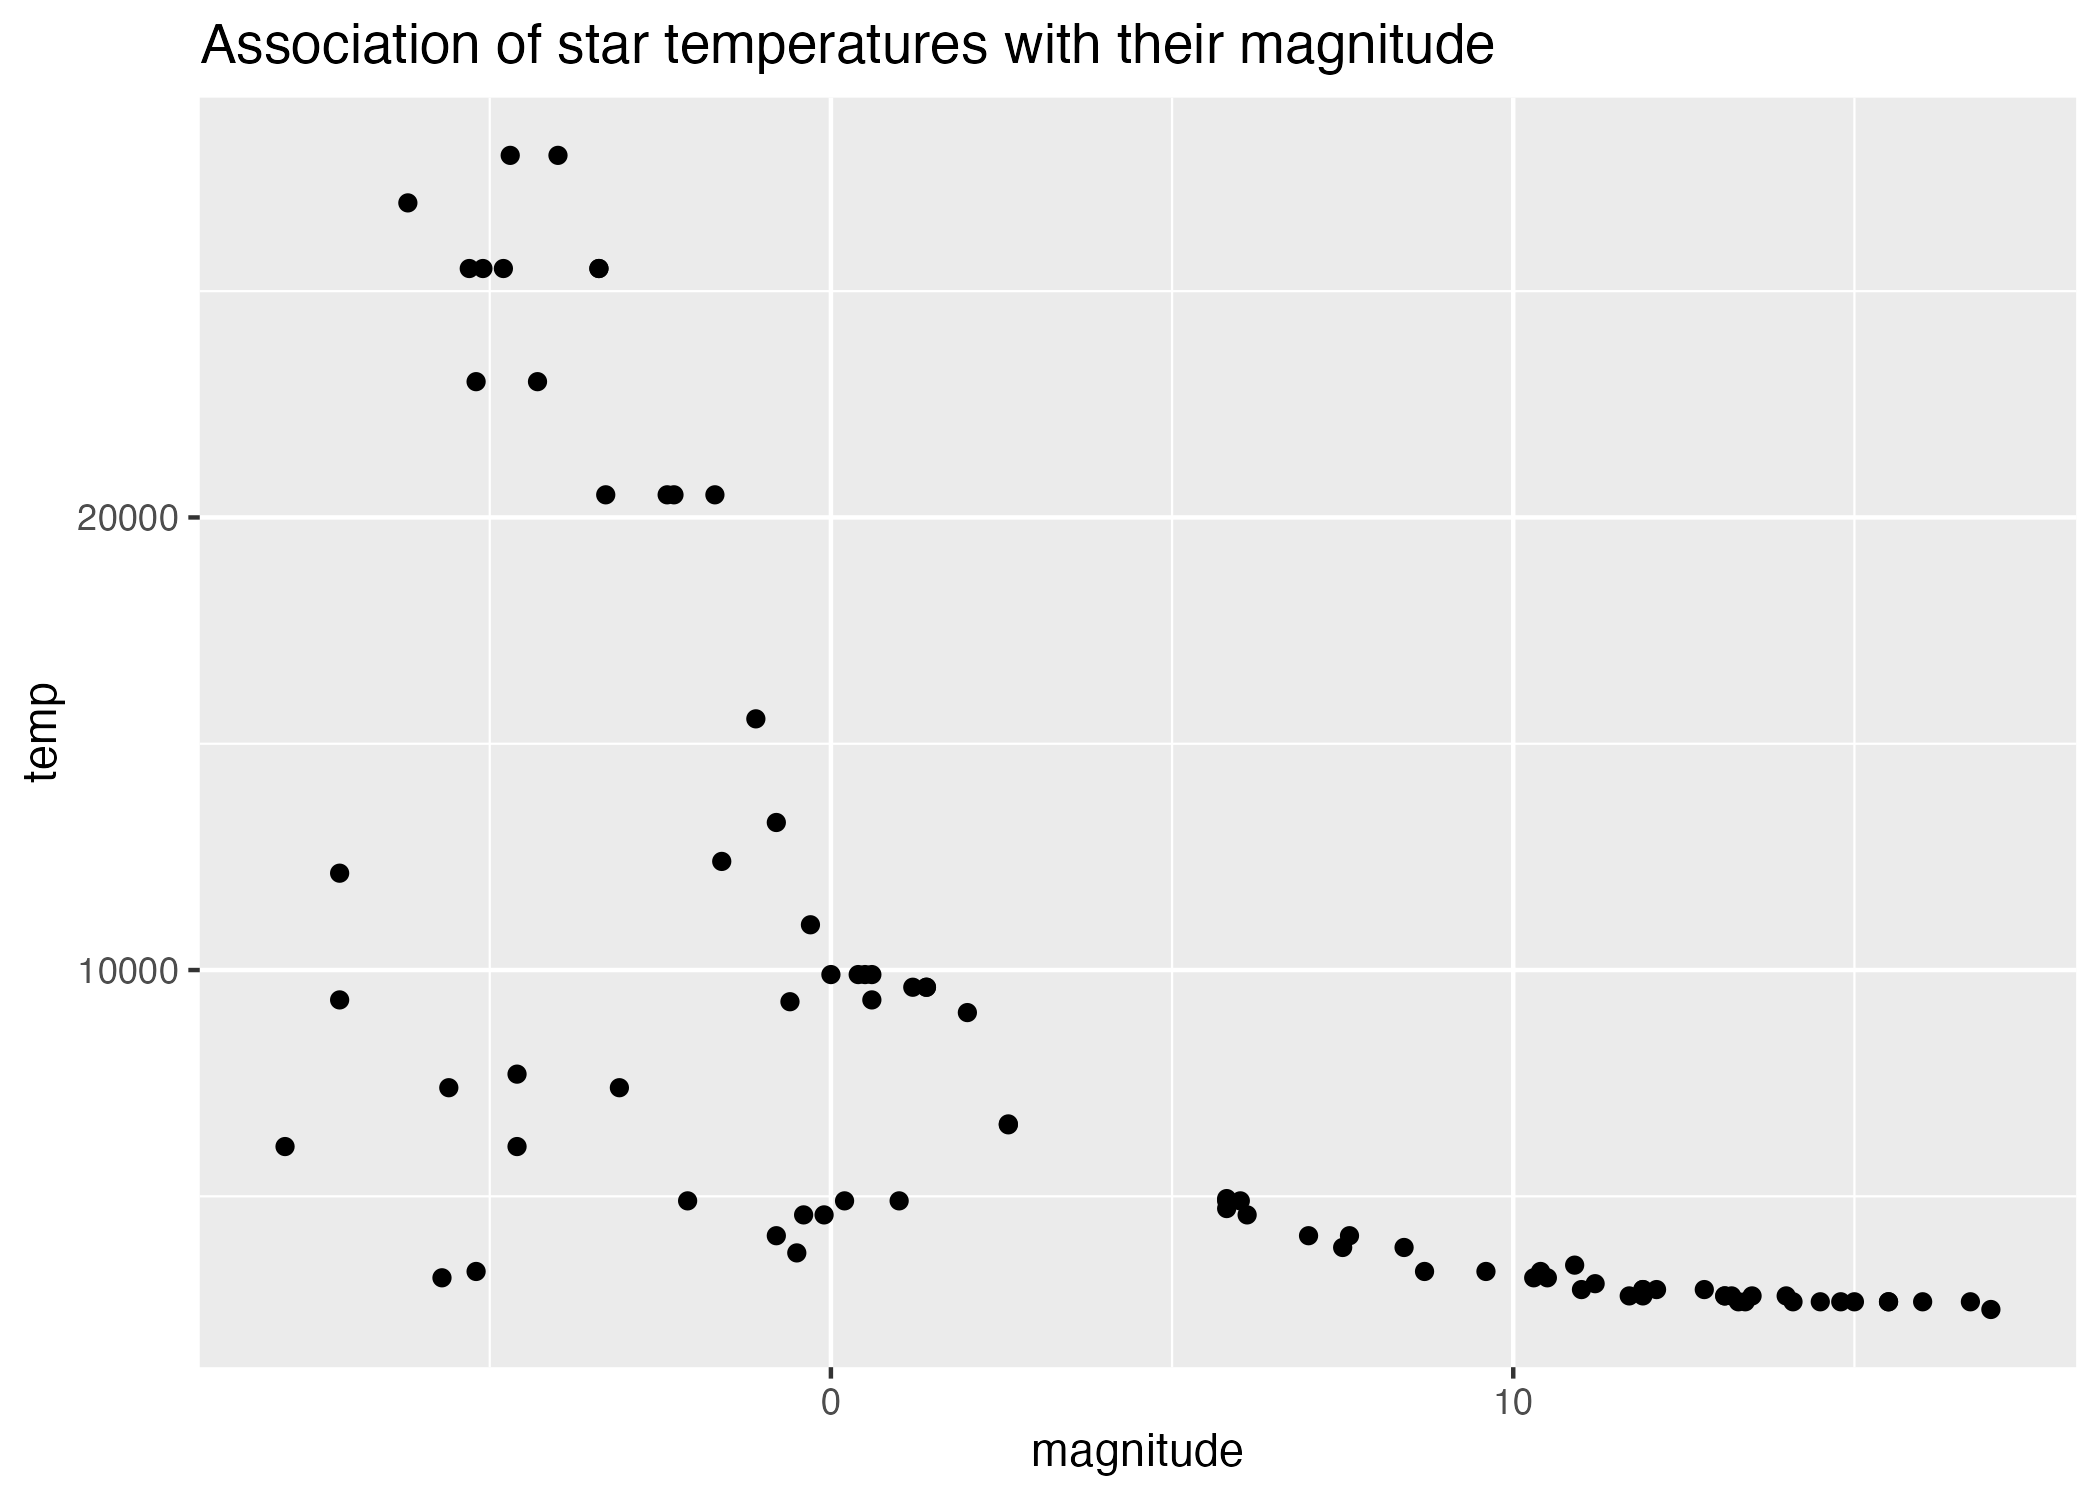 Association of star temperatures with their magnitude
temp
20000
10000
0
10
magnitude